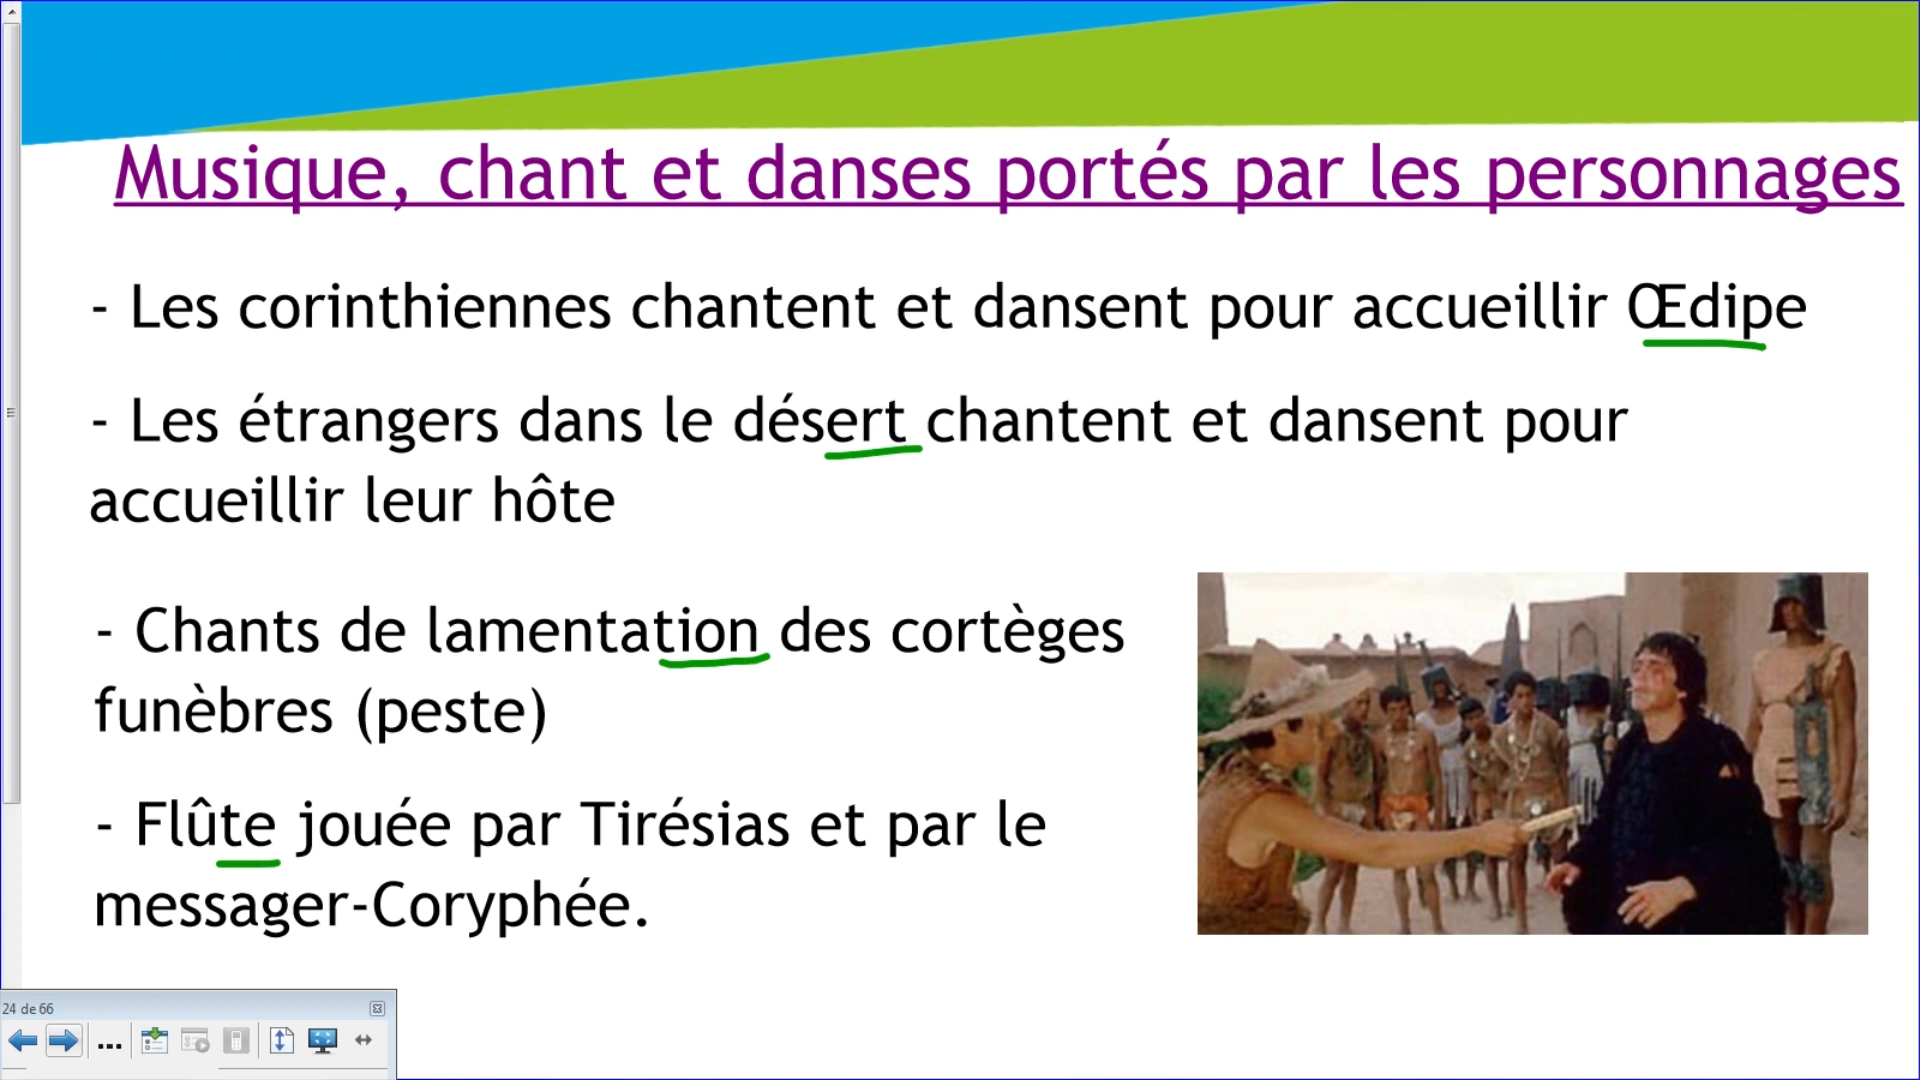 Musique, chant et danses portés par les personnages
- Les corinthiennes chantent et dansent pour accueillir Œdipe
- Les étrangers dans le désert chantent et dansent pour
accueillir leur hôte
- Chants de lamentation des cortèges
funèbres (peste)
- Flûte jouée par Tirésias et par le
messager-Coryphée.
24 de 66
...